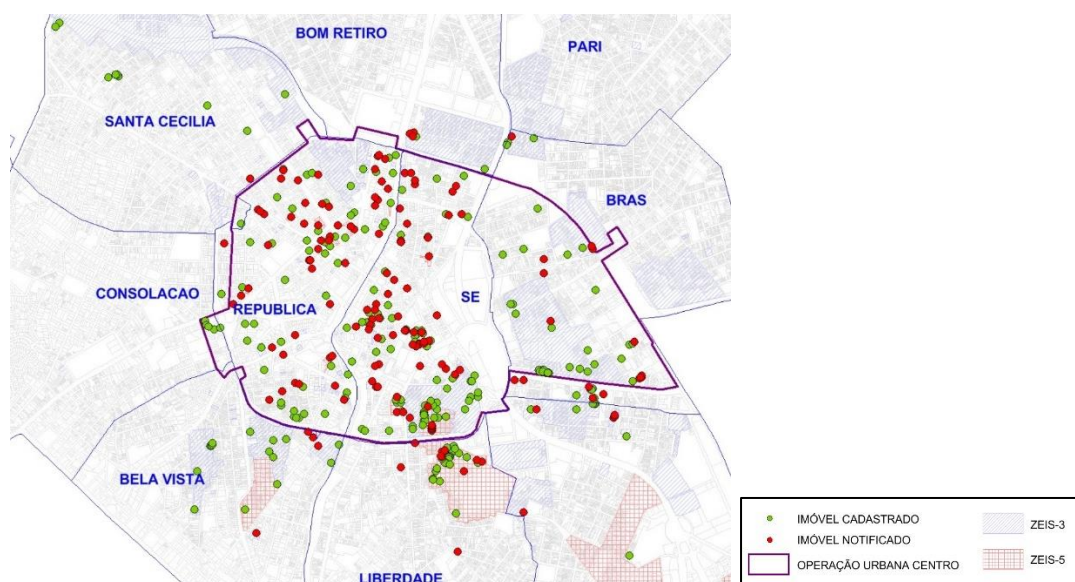 BOM RETIRO
PARI
SANTA CECILIA
BRAS
CONSOLACAO
SE
REPUBLICA
BELA VISTA
LIBERDADE
IMÓVEL CADASTRADO
ZEIS-3
IMÓVEL NOTIFICADO
OPERAÇÃO URBANA CENTRO
ZEIS-5